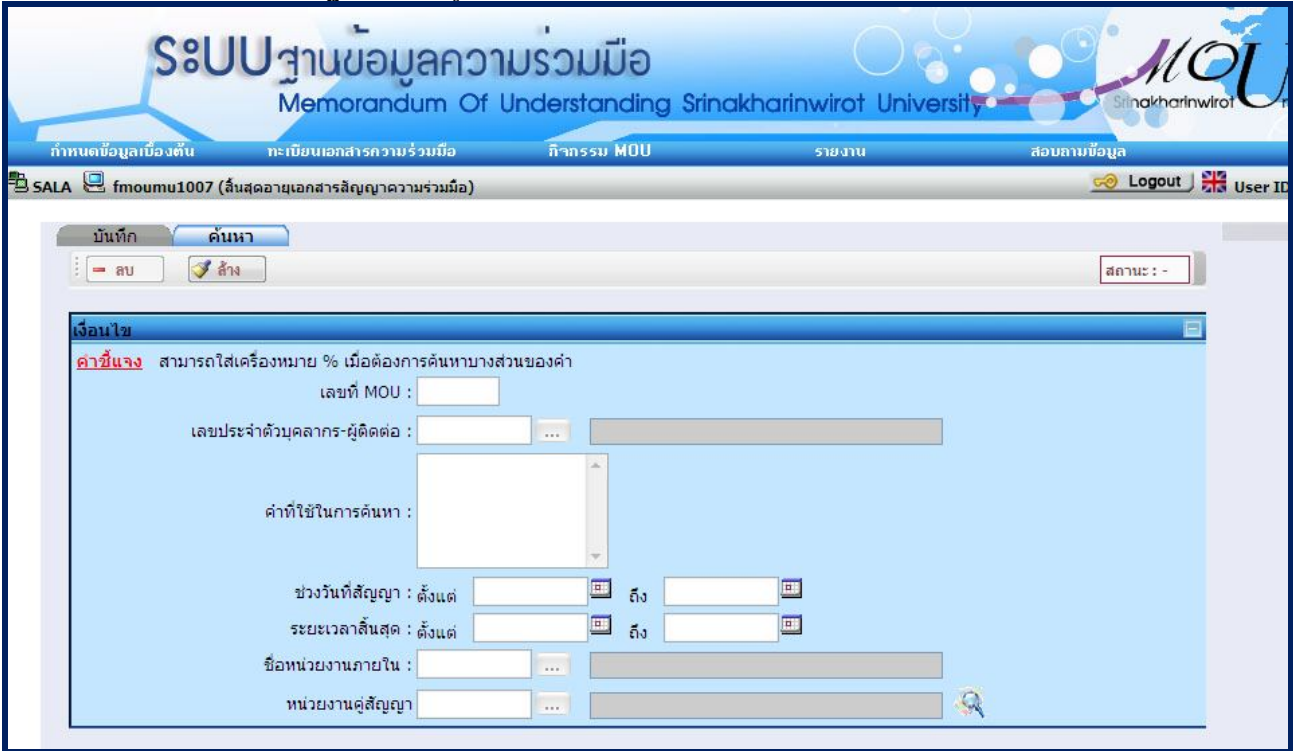 ระบบฐานข้อมูลความร่วมมือ
Memorandum Of Understanding Srinakharinwirot University
MOU
Srinakharinwirot
กำหนดข้อมูลเบื้องต้น ทะเบียนเอกสารความร่วมมือ กิจกรรม MOU รายงาน สอบถามข้อมูล
SALA fmoumu1007 (สิ้นสุดอายุเอกสารสัญญาความร่วมมือ) Logout User ID
บันทึก ค้นหา
ลบ ล้าง สถานะ : -
เงื่อนไข
คำชี้แจง สามารถใส่เครื่องหมาย % เมื่อต้องการค้นหาบางส่วนของคำ
เลขที่ MOU :
เลขประจำตัวบุคลากร-ผู้ติดต่อ : ...
คำที่ใช้ในการค้นหา :
ช่วงวันที่สัญญา : ตั้งแต่ ถึง
ระยะเวลาสิ้นสุด : ตั้งแต่ ถึง
ชื่อหน่วยงานภายใน : ...
หน่วยงานคู่สัญญา ...